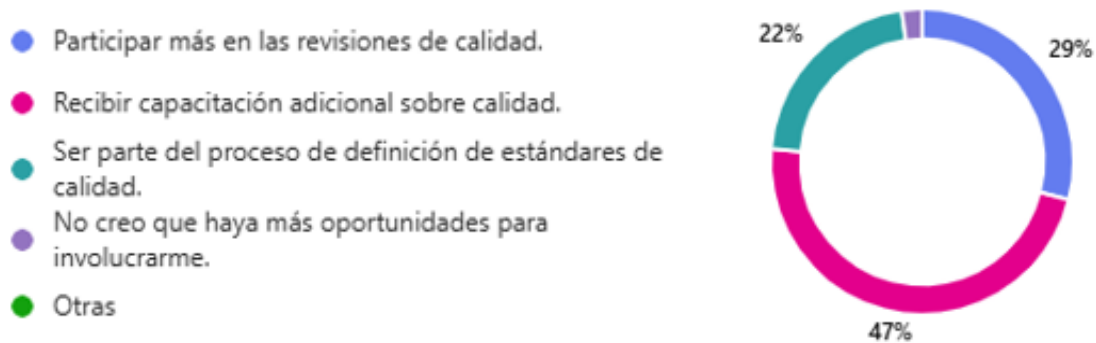 Participar más en las revisiones de calidad.
Recibir capacitación adicional sobre calidad.
Ser parte del proceso de definición de estándares de
calidad.
No creo que haya más oportunidades para
involucrarme.
Otras
22%
29%
47%